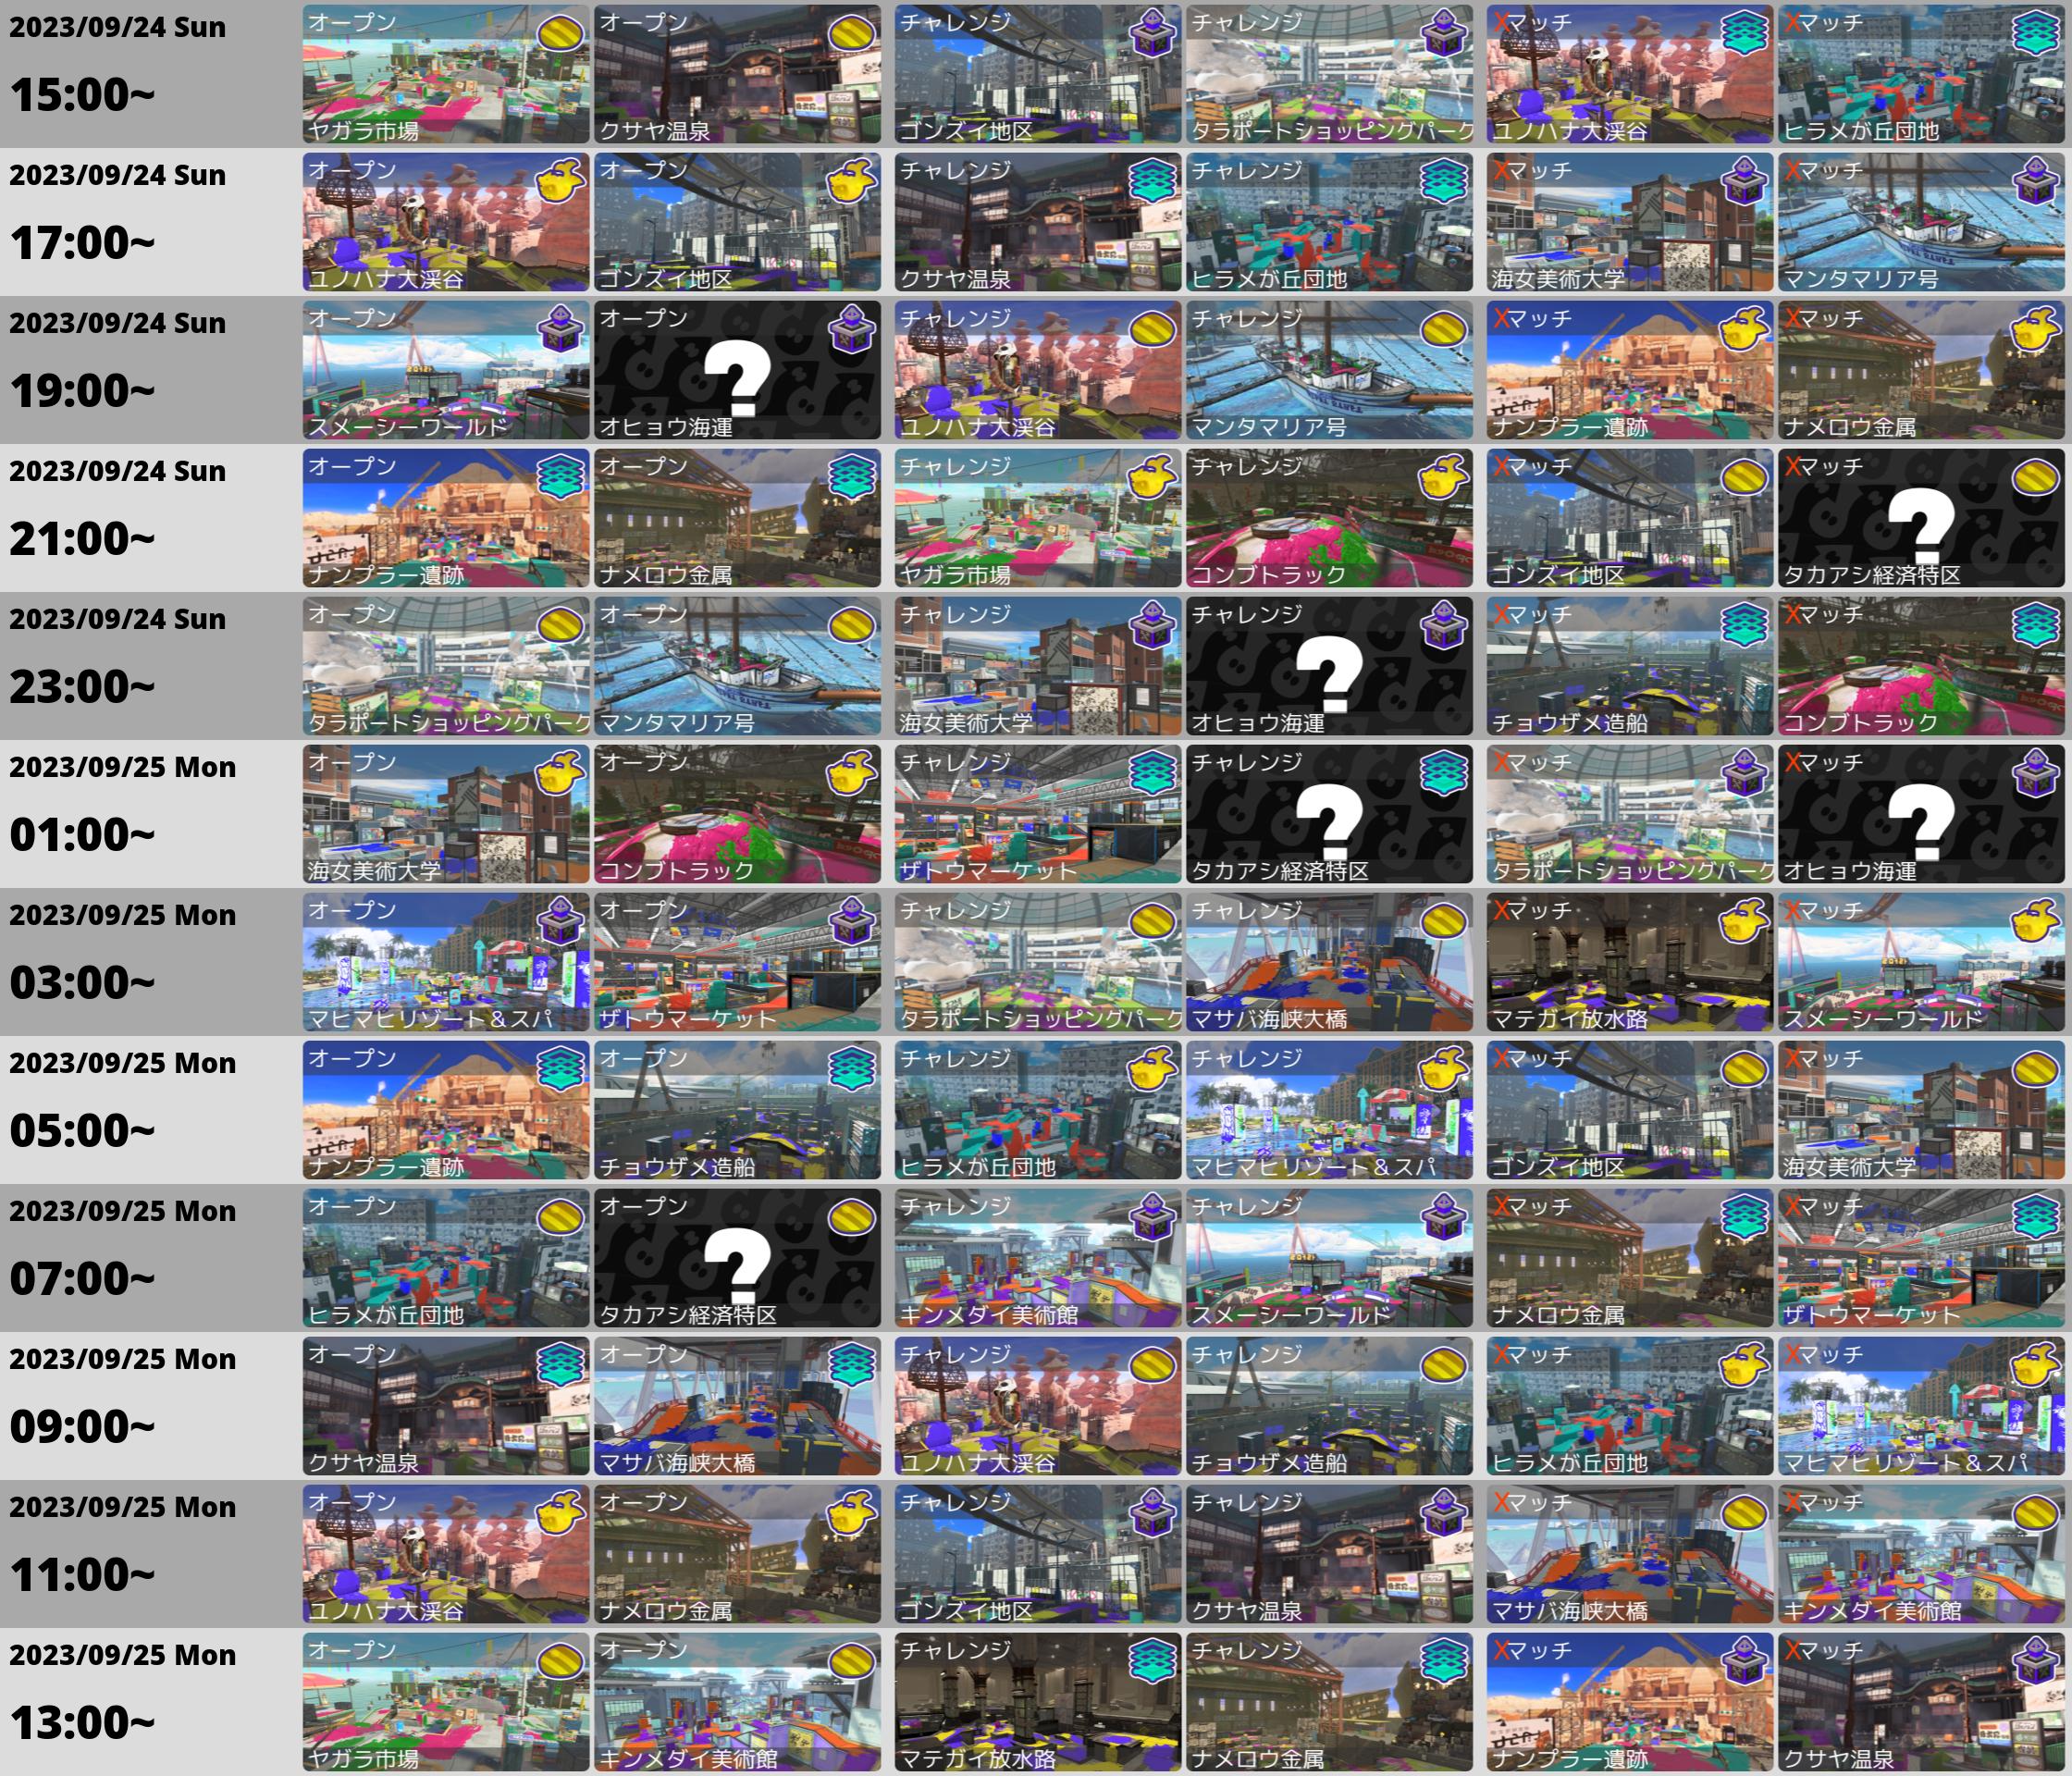 2023/09/24 Sun
15:00~
オープン
ヤガラ市場
オープン
クサヤ温泉
チャレンジ
ゴンズイ地区
チャレンジ
タラポートショッピングパーク
Xマッチ
ユノハナ大渓谷
Xマッチ
ヒラメが丘団地
2023/09/24 Sun
17:00~
オープン
ユノハナ大渓谷
オープン
ゴンズイ地区
チャレンジ
クサヤ温泉
チャレンジ
ヒラメが丘団地
Xマッチ
海女美術大学
Xマッチ
マンタマリア号
2023/09/24 Sun
19:00~
オープン
スメーシーワールド
オープン
?
オヒョウ海運
チャレンジ
ユノハナ大渓谷
チャレンジ
マンタマリア号
Xマッチ
ナンプラー遺跡
Xマッチ
ナメロウ金属
2023/09/24 Sun
21:00~
オープン
ナンプラー遺跡
オープン
ナメロウ金属
チャレンジ
ヤガラ市場
チャレンジ
コンブトラック
Xマッチ
ゴンズイ地区
Xマッチ
?
タカアシ経済特区
2023/09/24 Sun
23:00~
オープン
タラポートショッピングパーク
オープン
マンタマリア号
チャレンジ
海女美術大学
チャレンジ
?
オヒョウ海運
Xマッチ
チョウザメ造船
Xマッチ
コンブトラック
2023/09/25 Mon
01:00~
オープン
海女美術大学
オープン
コンブトラック
チャレンジ
ザトウマーケット
チャレンジ
?
タカアシ経済特区
Xマッチ
タラポートショッピングパーク
Xマッチ
?
オヒョウ海運
2023/09/25 Mon
03:00~
オープン
マヒマヒリゾート&スパ
オープン
ザトウマーケット
チャレンジ
タラポートショッピングパーク
チャレンジ
マサバ海峡大橋
Xマッチ
マテガイ放水路
Xマッチ
スメーシーワールド
2023/09/25 Mon
05:00~
オープン
ナンプラー遺跡
オープン
チョウザメ造船
チャレンジ
ヒラメが丘団地
チャレンジ
マヒマヒリゾート&スパ
Xマッチ
ゴンズイ地区
Xマッチ
海女美術大学
2023/09/25 Mon
07:00~
オープン
ヒラメが丘団地
オープン
?
タカアシ経済特区
チャレンジ
キンメダイ美術館
チャレンジ
スメーシーワールド
Xマッチ
ナメロウ金属
Xマッチ
ザトウマーケット
2023/09/25 Mon
09:00~
オープン
クサヤ温泉
オープン
マサバ海峡大橋
チャレンジ
ユノハナ大渓谷
チャレンジ
チョウザメ造船
Xマッチ
ヒラメが丘団地
Xマッチ
マヒマヒリゾート&スパ
2023/09/25 Mon
11:00~
オープン
ユノハナ大渓谷
オープン
ナメロウ金属
チャレンジ
ゴンズイ地区
チャレンジ
クサヤ温泉
Xマッチ
マサバ海峡大橋
Xマッチ
キンメダイ美術館
2023/09/25 Mon
13:00~
オープン
ヤガラ市場
オープン
キンメダイ美術館
チャレンジ
マテガイ放水路
チャレンジ
ナメロウ金属
Xマッチ
ナンプラー遺跡
Xマッチ
クサヤ温泉